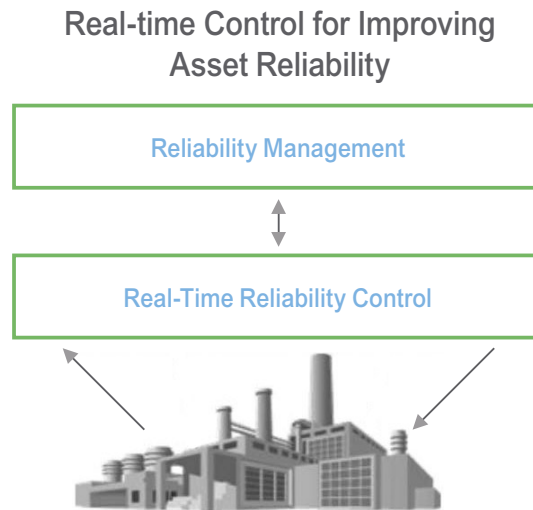 Real-time Control for Improving
Asset Reliability
Reliability Management
Real-Time Reliability Control